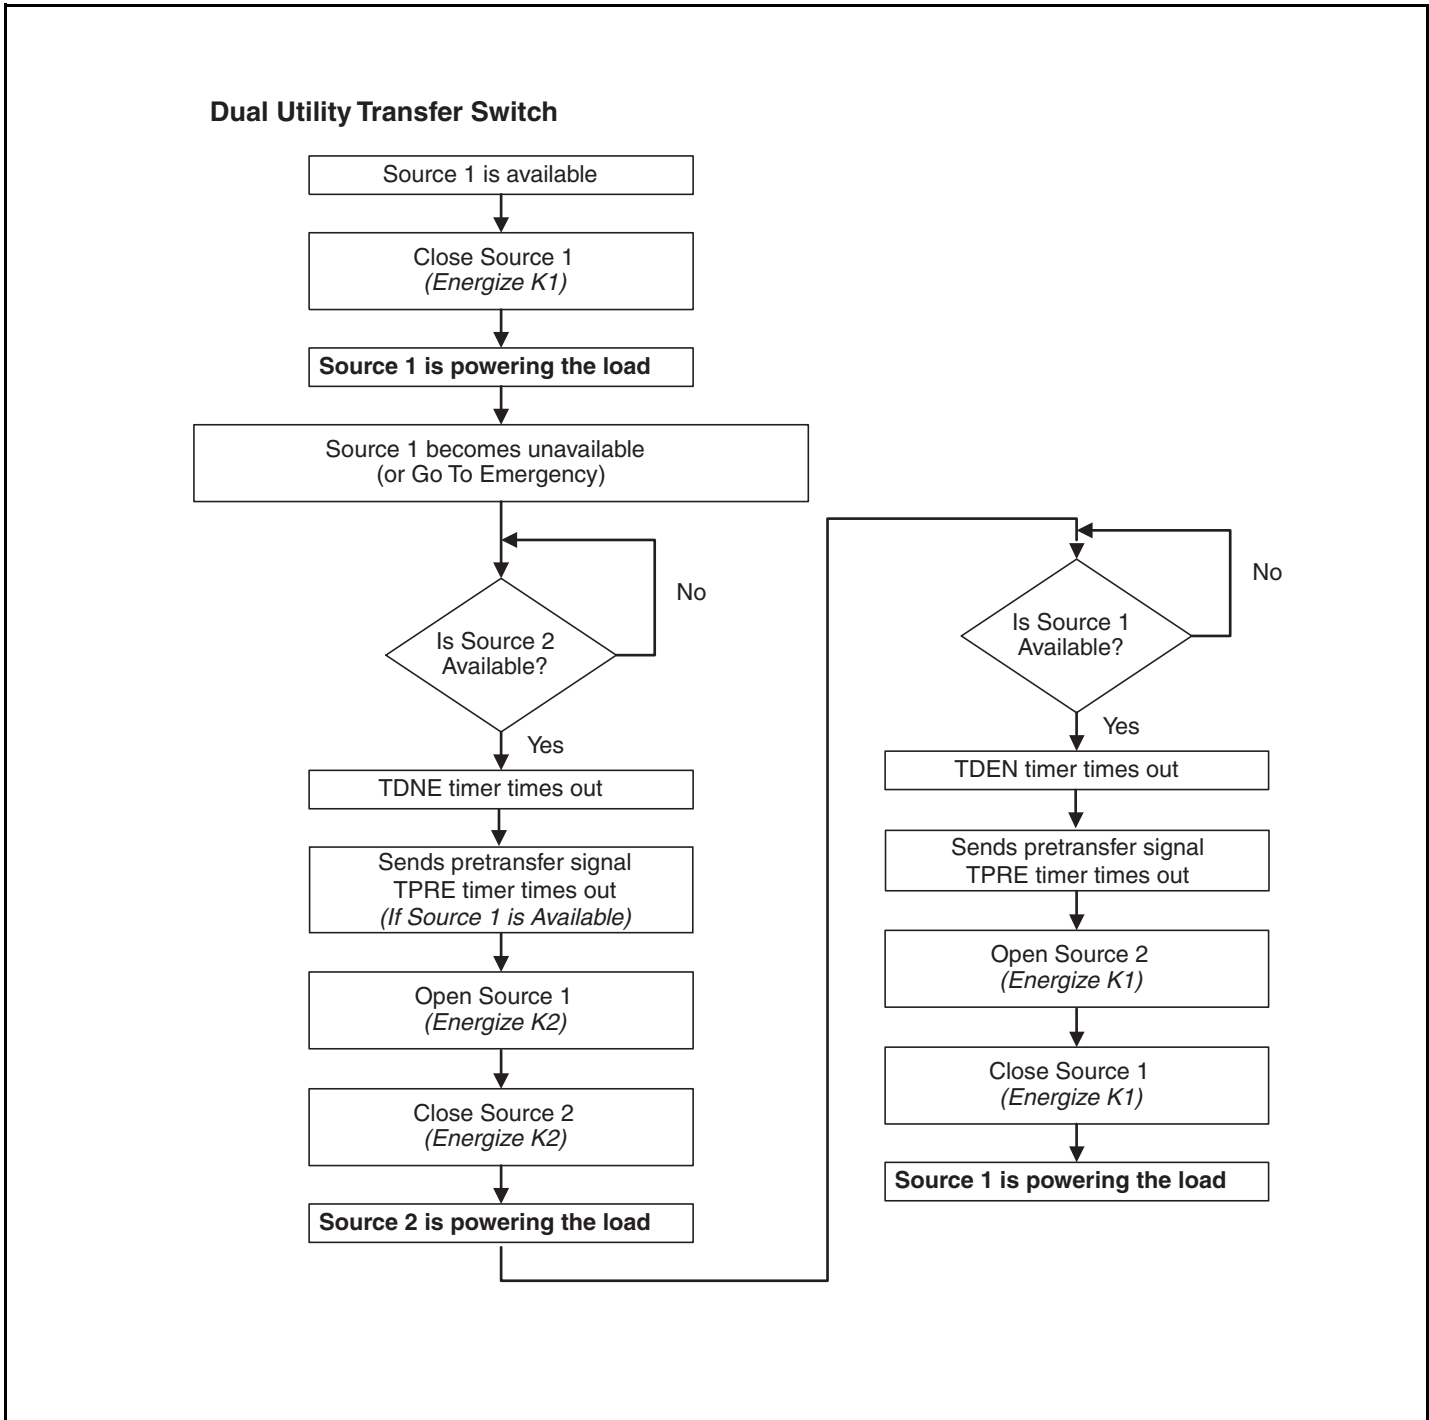 Dual Utility Transfer Switch
Source 1 is available
Close Source 1
(Energize K1)
Source 1 is powering the load
Source 1 becomes unavailable
(or Go To Emergency)
No
Is Source 2
Available?
Yes
TDNE timer times out
Sends pretransfer signal
TPRE timer times out
(If Source 1 is Available)
Open Source 1
(Energize K2)
Close Source 2
(Energize K2)
Source 2 is powering the load
No
Is Source 1
Available?
Yes
TDEN timer times out
Sends pretransfer signal
TPRE timer times out
Open Source 2
(Energize K1)
Close Source 1
(Energize K1)
Source 1 is powering the load